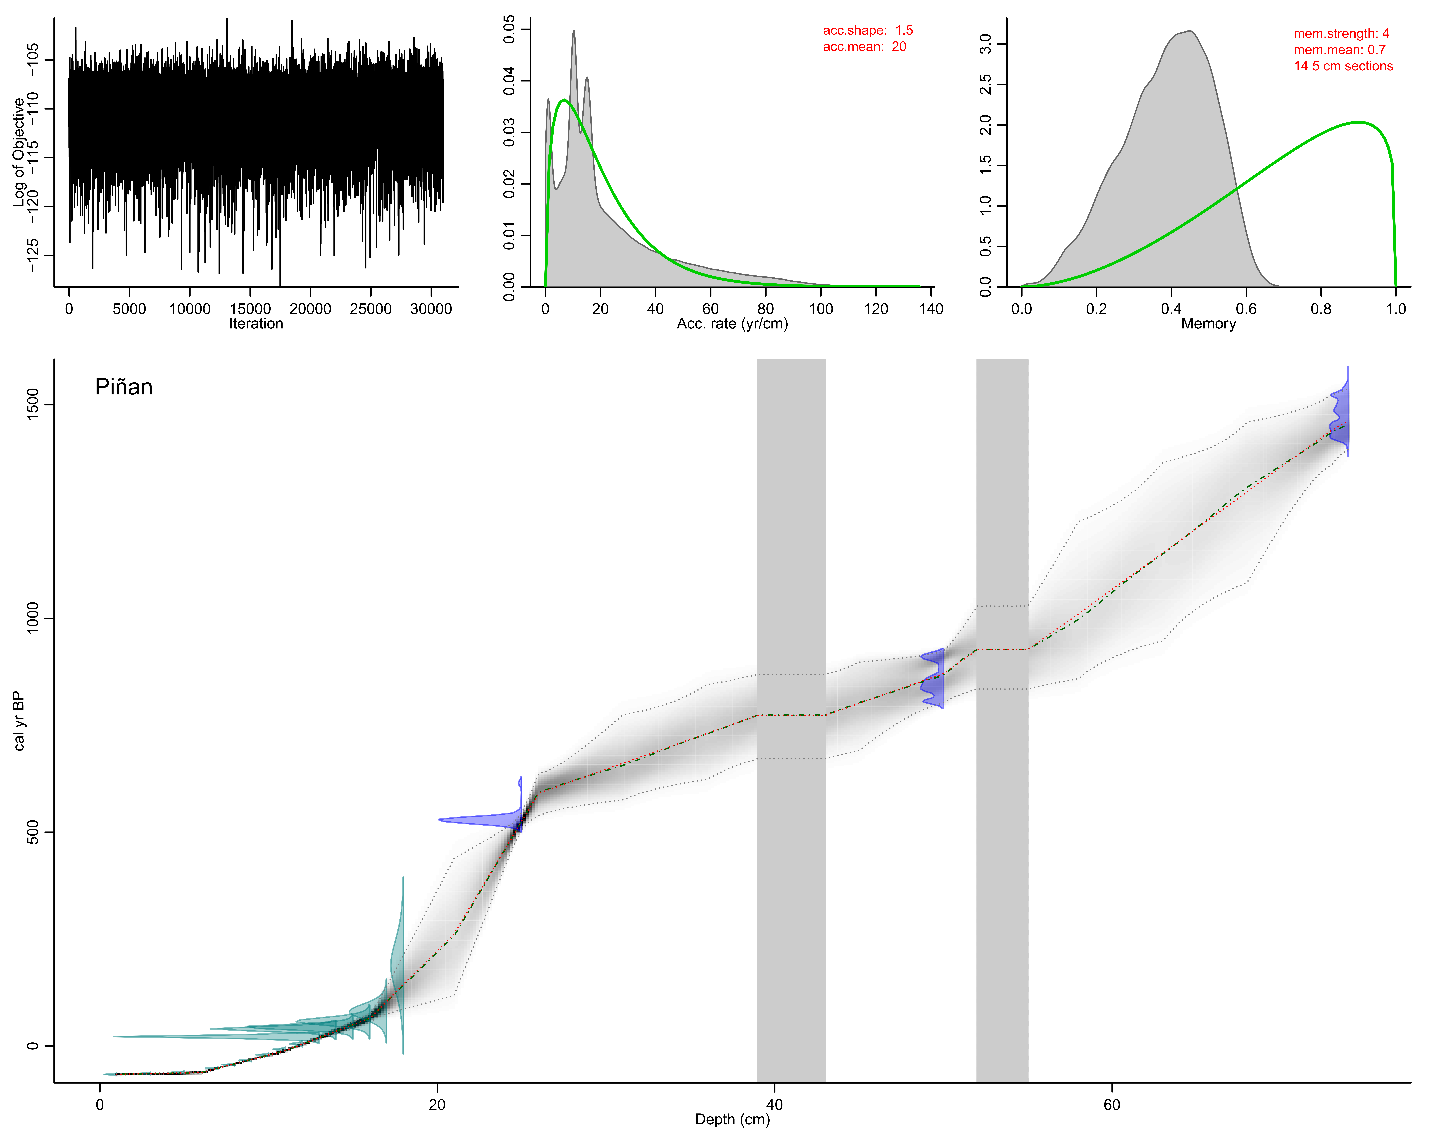 Log of Objective
−105
−110
−115
−120
−125
0 5000 10000 15000 20000 25000 30000
Iteration
0.05
0.04
0.03
0.02
0.01
0.00
acc.shape: 1.5
acc.mean: 20
0 20 40 60 80 100 120 140
Acc. rate (yr/cm)
3.0
2.5
2.0
1.5
1.0
0.5
0.0
mem.strength: 4
mem.mean: 0.7
14 5 cm sections
0.0 0.2 0.4 0.6 0.8 1.0
Memory
Piñan
cal yr BP
1500
1000
500
0
0 20 40 60
Depth (cm)